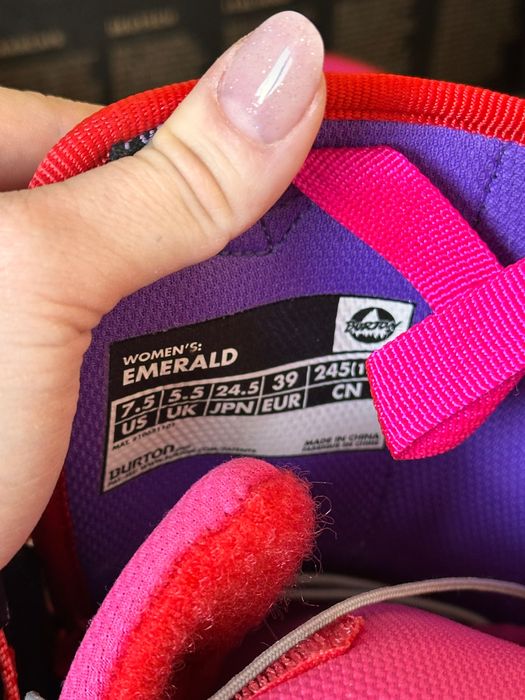 BURTON
WOMEN'S:
EMERALD
7.5 5.5 24.5 39 245(1
US UK JPN EUR CN
MADE IN CHINA
BURTON